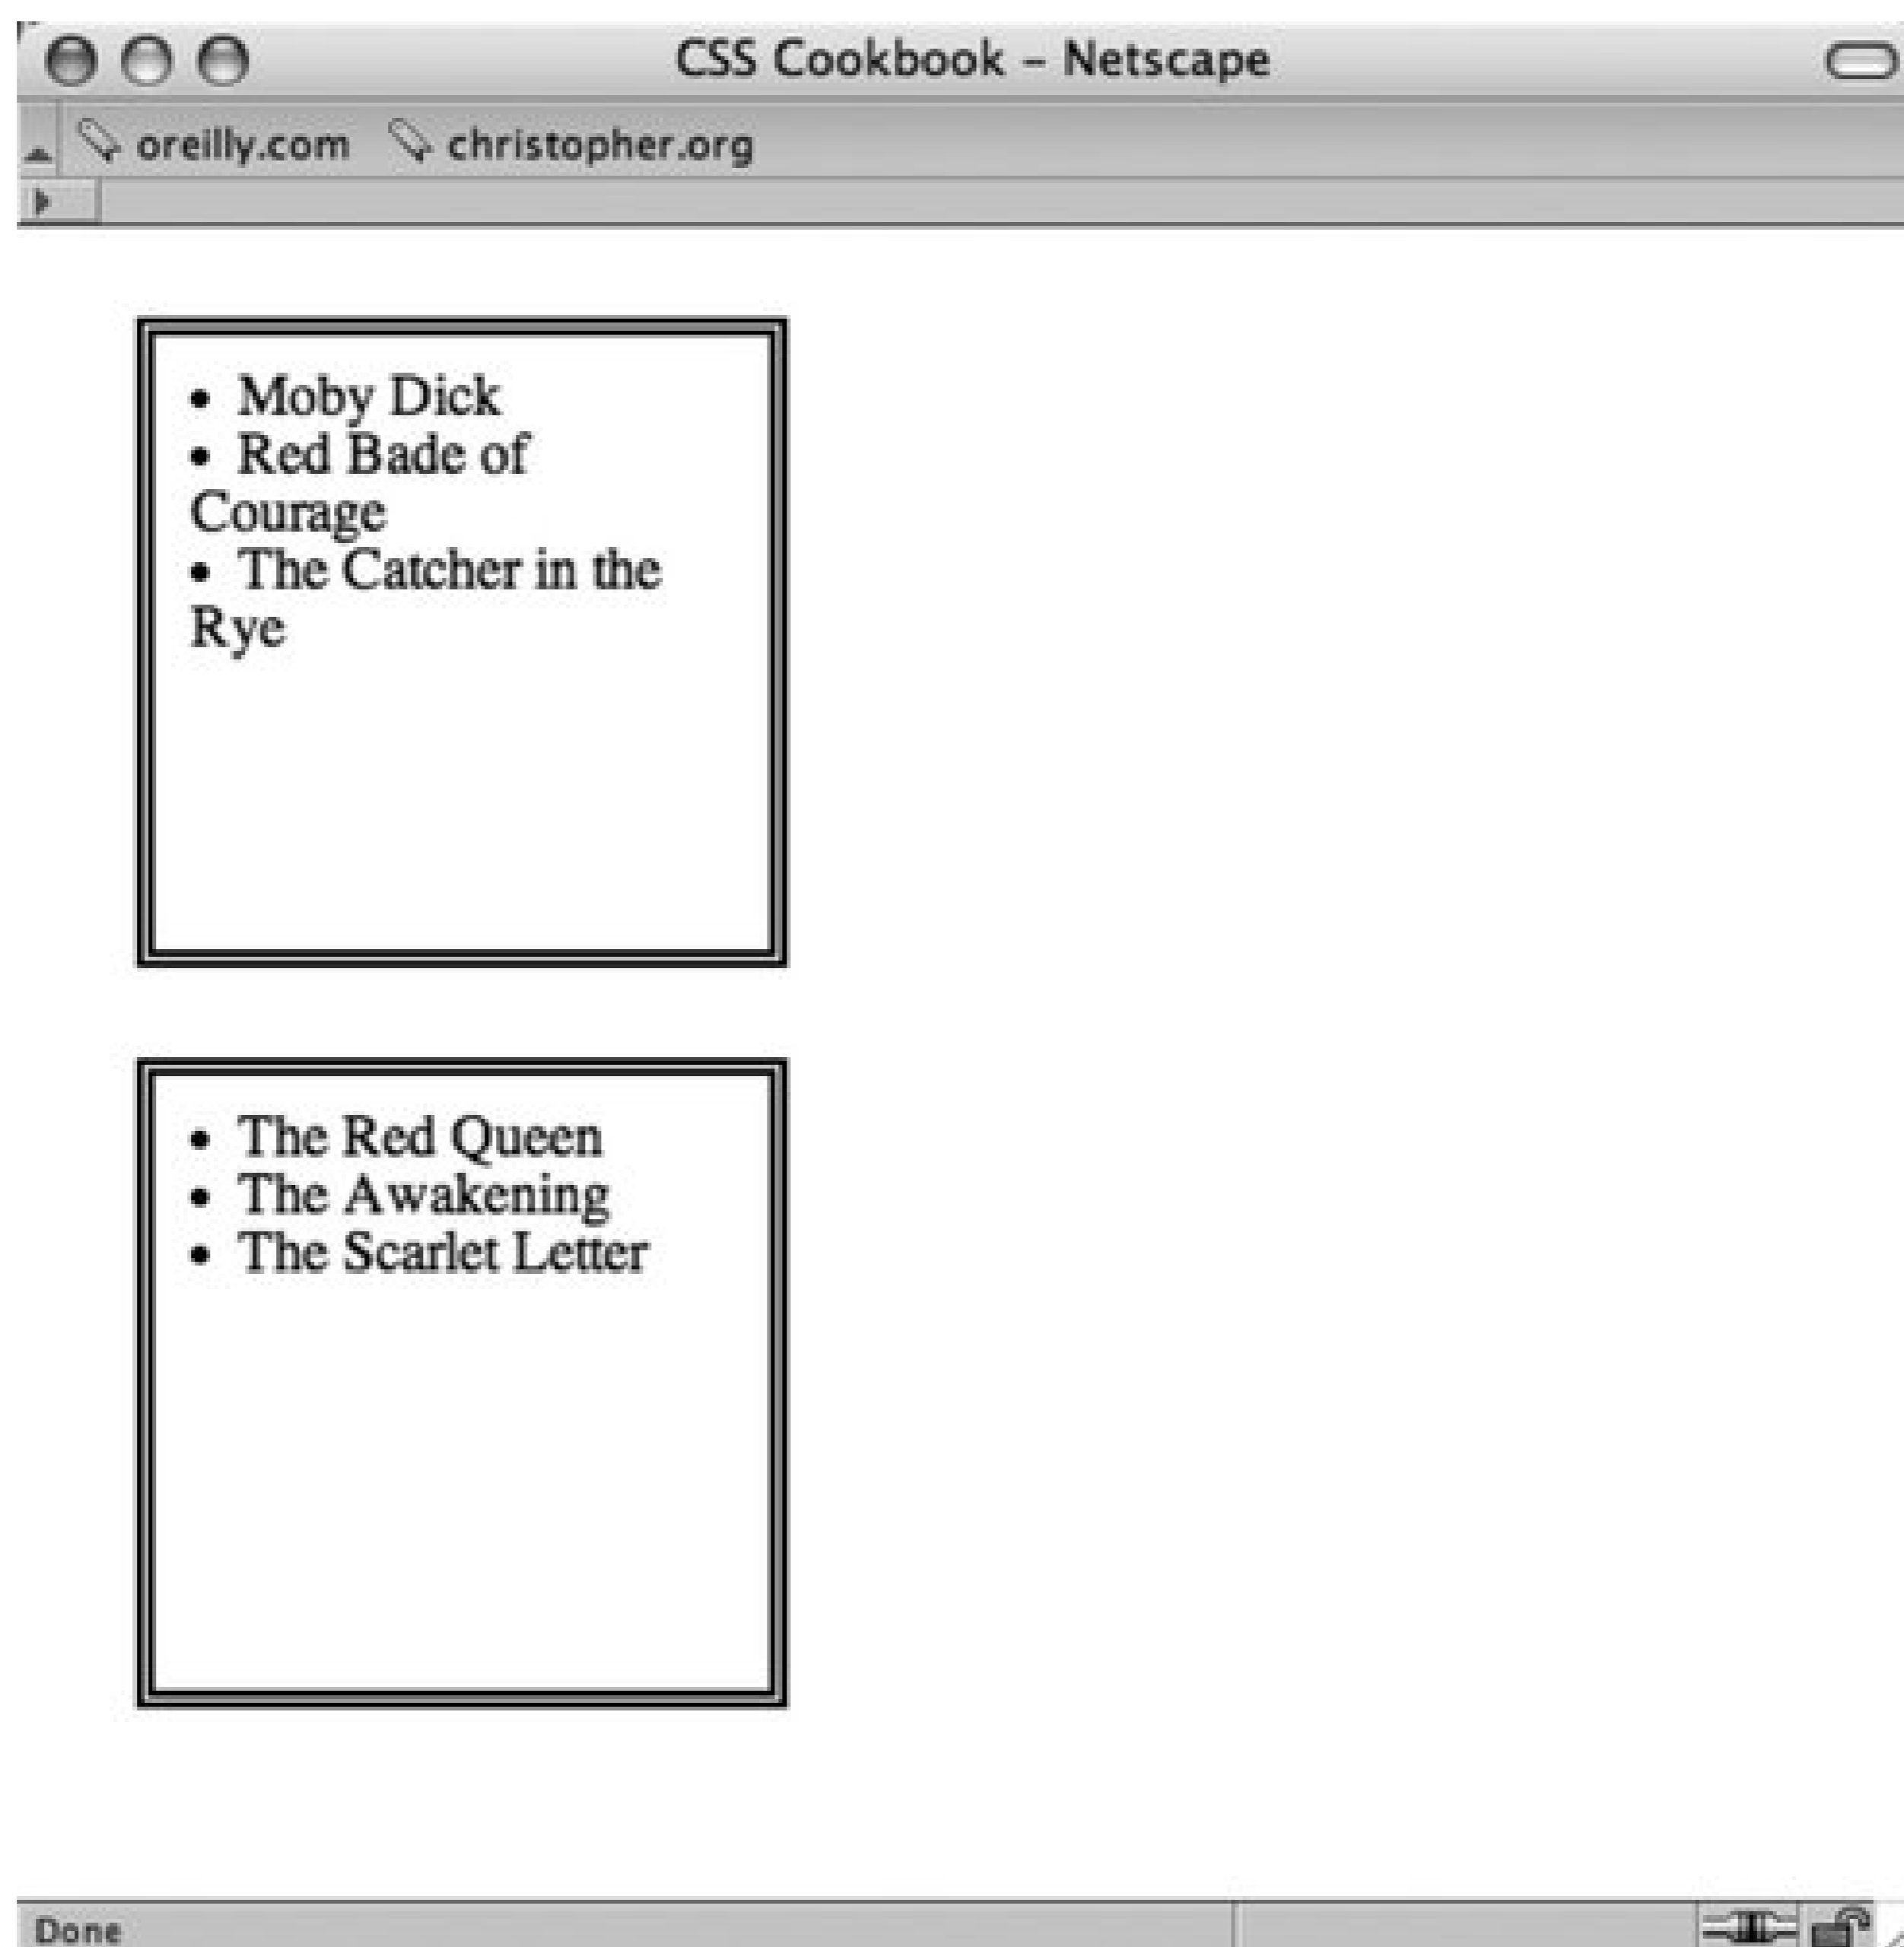 CSS Cookbook – Netscape
oreilly.com christopher.org
• Moby Dick
• Red Bade of
Courage
• The Catcher in the
Rye
• The Red Queen
• The Awakening
• The Scarlet Letter
Done